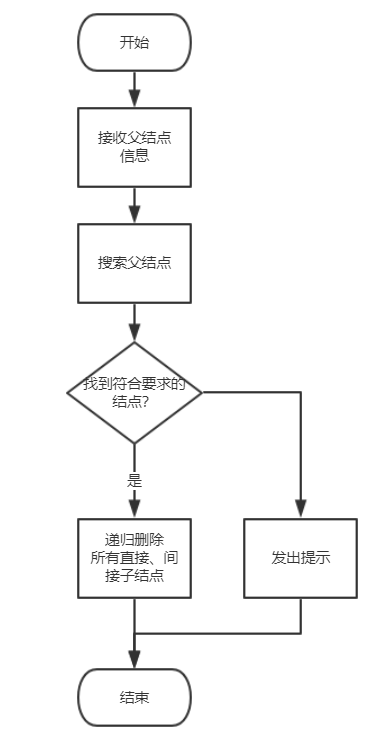 开始
接收父结点
信息
搜索父结点
找到符合要求的
结点?
是
递归删除
所有直接、间
接子结点
发出提示
结束